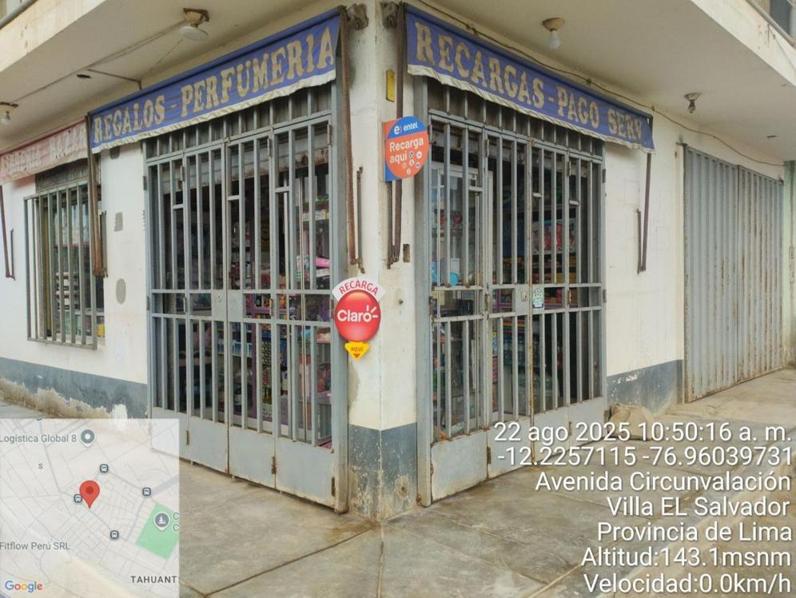 REGALOS - PERFUMERIA
RECARGAS - PAGO SERV
entel
Recarga
aquí
RECARGA
Claro
aquí
22 ago 2025 10:50:16 a. m.
-12.2257115 -76.96039731
Avenida Circunvalación
Villa EL Salvador
Provincia de Lima
Altitud:143.1msnm
Velocidad:0.0km/h
Logística Global 8
S
Fitflow Perú SRL
TAHUANT
Google